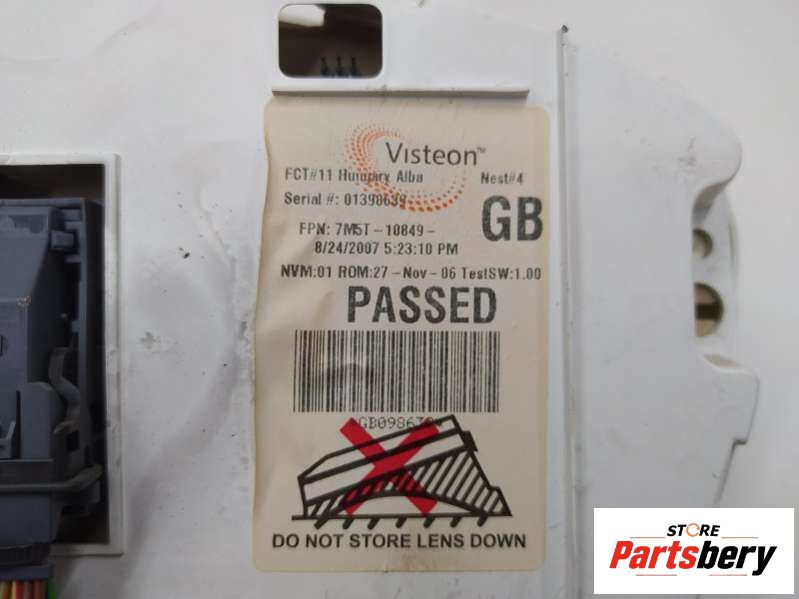 Visteon™
FCT#11 Hungary Alba Nest#4
Serial #: 01398639
GB
FPN: 7M5T-10849-
8/24/2007 5:23:10 PM
NVM:01 ROM:27-Nov-06 TestSW:1.00
PASSED
DO NOT STORE LENS DOWN
STORE
Partsbery